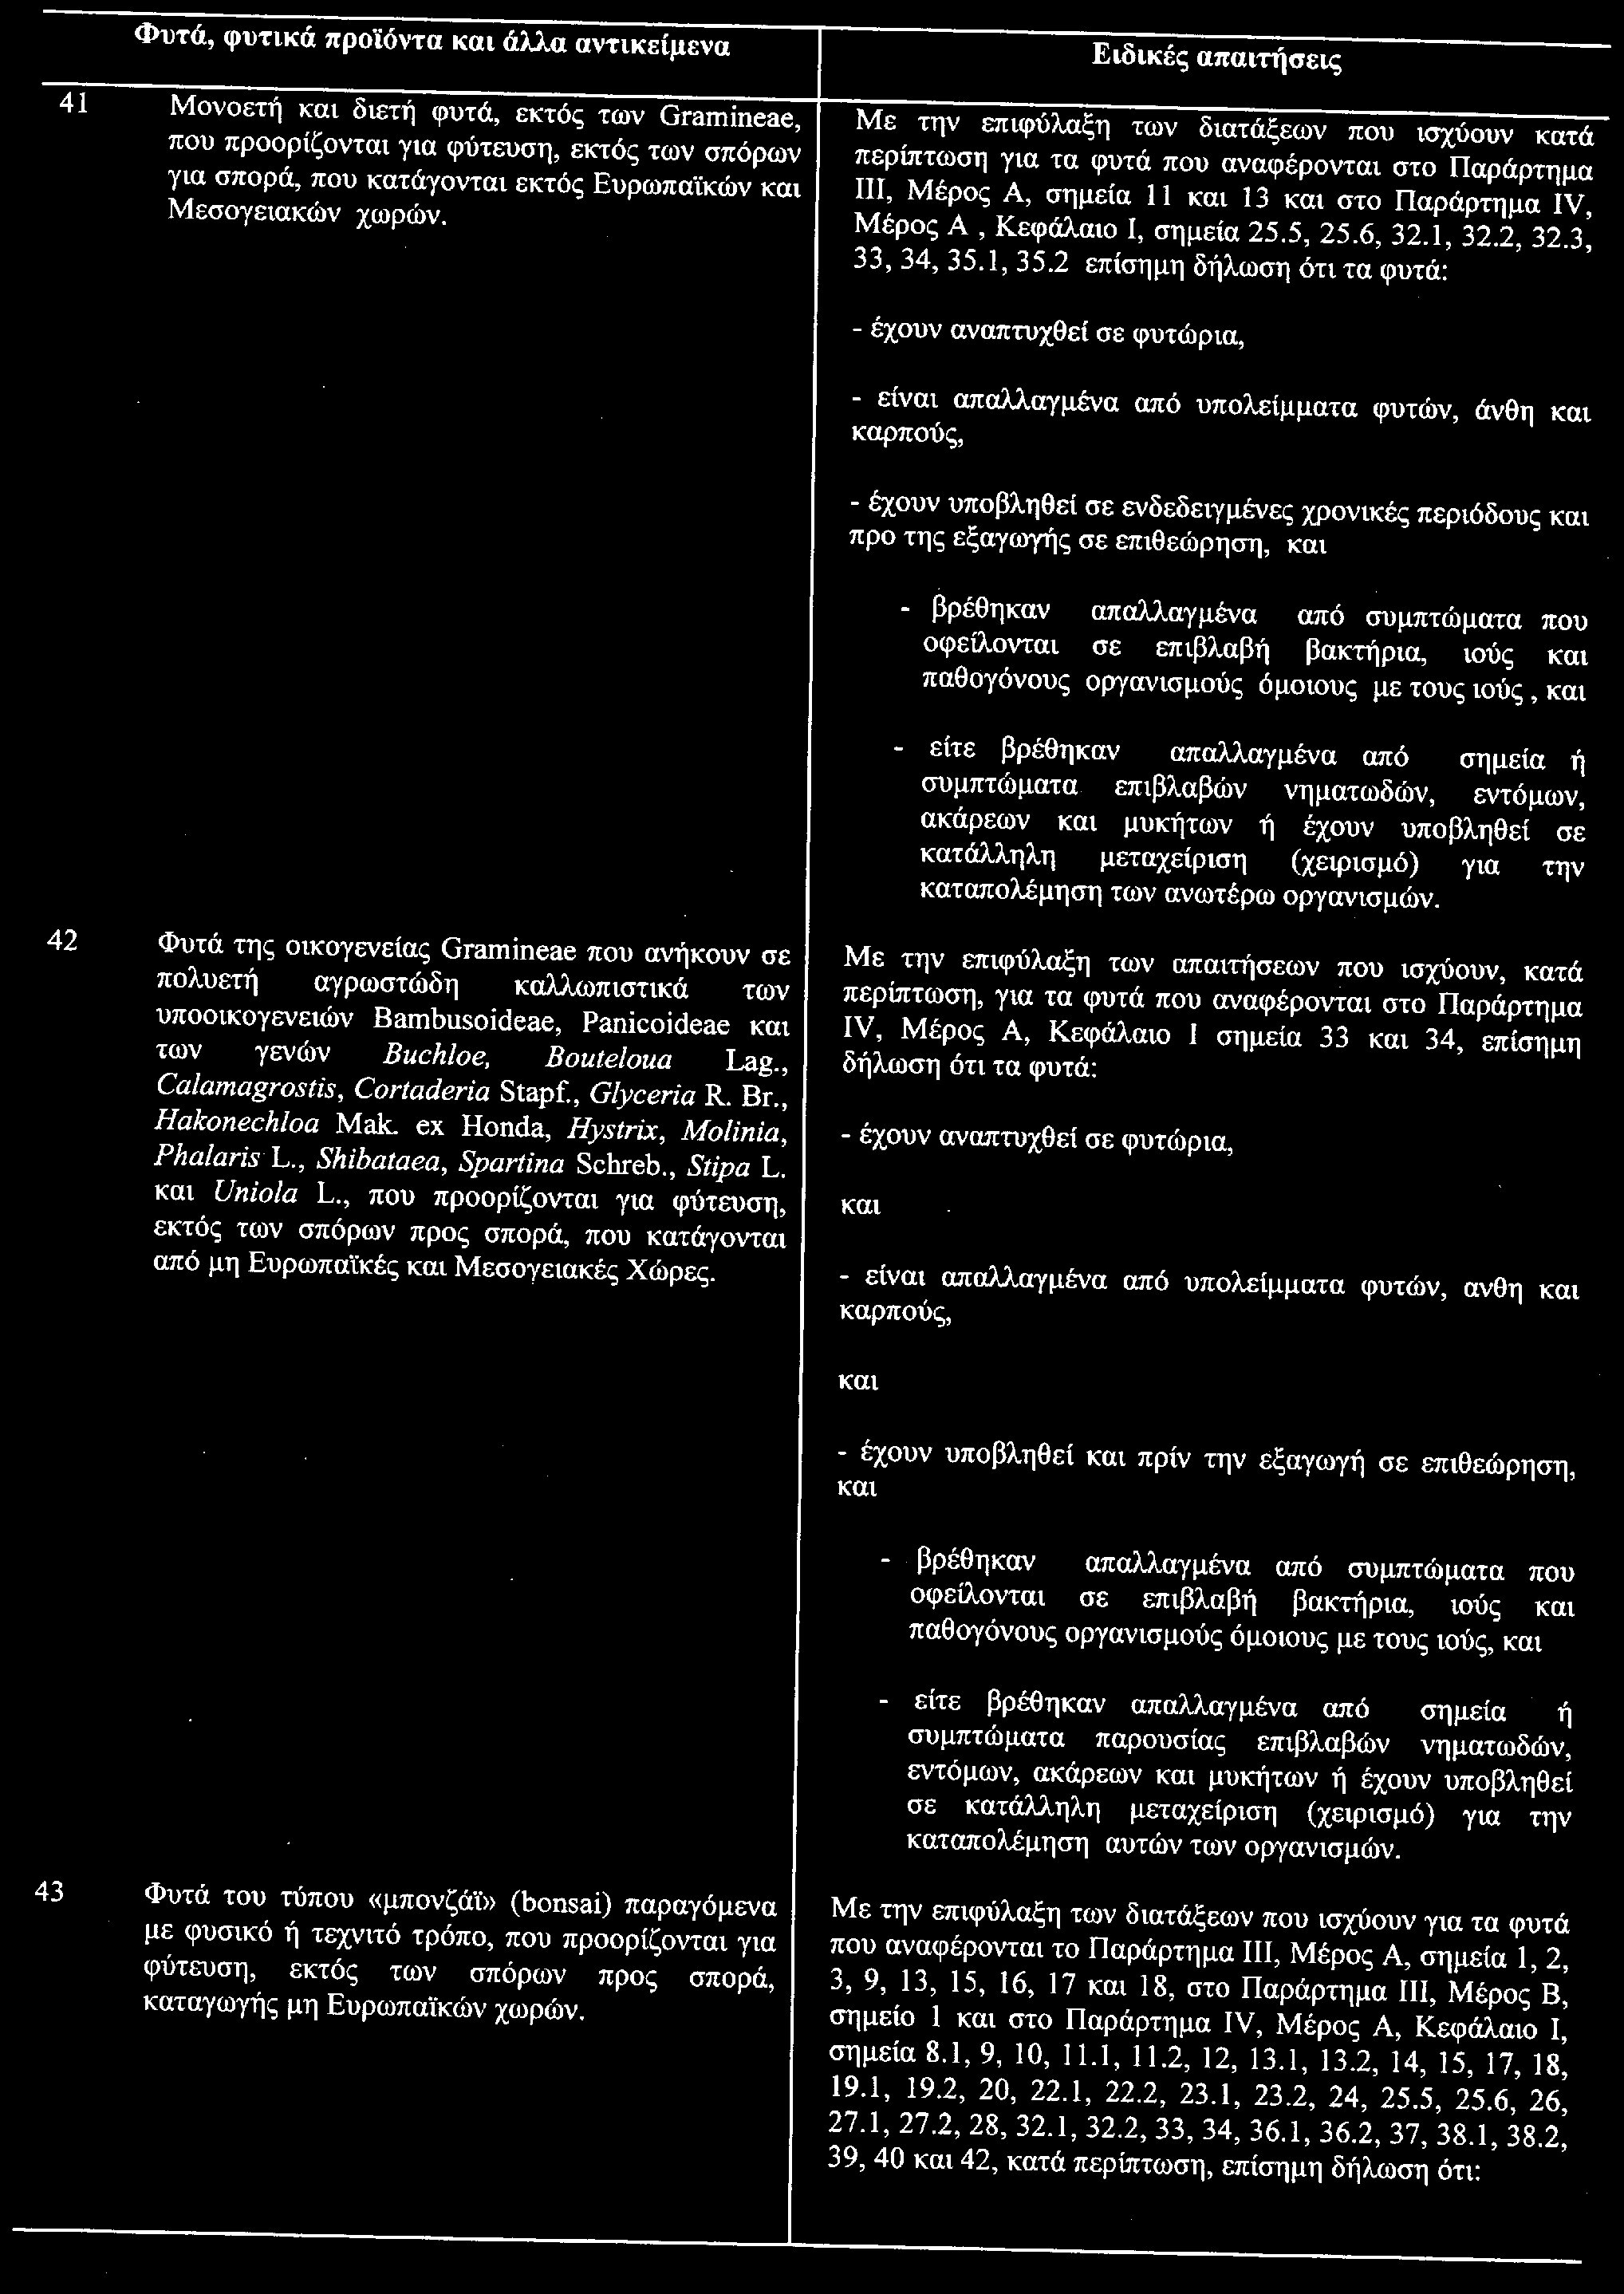 Φυτά, φυτικά προϊόντα και άλλα αντικείμενα
Ειδικές απαιτήσεις
41
Μονοετή και διετή φυτά, εκτός των Gramineae,
που προορίζονται για φύτευση, εκτός των σπόρων
για σπορά, που κατάγονται εκτός Ευρωπαϊκών και
Μεσογειακών χωρών.
Με την επιφύλαξη των διατάξεων που ισχύουν κατά
περίπτωση για τα φυτά που αναφέρονται στο Παράρτημα
ΙΙΙ, Μέρος Α, σημεία 11 και 13 και στο Παράρτημα IV,
Μέρος Α , Κεφάλαιο Ι, σημεία 25.5, 25.6, 32.1, 32.2, 32.3,
33, 34, 35.1, 35.2 επίσημη δήλωση ότι τα φυτά:
- έχουν αναπτυχθεί σε φυτώρια,
- είναι απαλλαγμένα από υπολείμματα φυτών, άνθη και
καρπούς,
- έχουν υποβληθεί σε ενδεδειγμένες χρονικές περιόδους και
προ της εξαγωγής σε επιθεώρηση, και
- βρέθηκαν απαλλαγμένα από συμπτώματα που
οφείλονται σε επιβλαβή βακτήρια, ιούς και
παθογόνους οργανισμούς όμοιους με τους ιούς , και
- είτε βρέθηκαν απαλλαγμένα από σημεία ή
συμπτώματα επιβλαβών νηματωδών, εντόμων,
ακάρεων και μυκήτων ή έχουν υποβληθεί σε
κατάλληλη μεταχείριση (χειρισμό) για την
καταπολέμηση των ανωτέρω οργανισμών.
42
Φυτά της οικογενείας Gramineae που ανήκουν σε
πολυετή αγρωστώδη καλλωπιστικά των
υποοικογενειών Bambusoideae, Panicoideae και
των γενών Buchloe, Bouteloua Lag.,
Calamagrostis, Cortaderia Stapf., Glyceria R. Br.,
Hakonechloa Mak. ex Honda, Hystrix, Molinia,
Phalaris L., Shibataea, Spartina Schreb., Stipa L.
και Uniola L., που προορίζονται για φύτευση,
εκτός των σπόρων προς σπορά, που κατάγονται
από μη Ευρωπαϊκές και Μεσογειακές Χώρες.
Με την επιφύλαξη των απαιτήσεων που ισχύουν, κατά
περίπτωση, για τα φυτά που αναφέρονται στο Παράρτημα
IV, Μέρος Α, Κεφάλαιο Ι σημεία 33 και 34, επίσημη
δήλωση ότι τα φυτά:
- έχουν αναπτυχθεί σε φυτώρια,
και
- είναι απαλλαγμένα από υπολείμματα φυτών, ανθη και
καρπούς,
και
- έχουν υποβληθεί και πρίν την εξαγωγή σε επιθεώρηση,
και
- βρέθηκαν απαλλαγμένα από συμπτώματα που
οφείλονται σε επιβλαβή βακτήρια, ιούς και
παθογόνους οργανισμούς όμοιους με τους ιούς, και
- είτε βρέθηκαν απαλλαγμένα από σημεία ή
συμπτώματα παρουσίας επιβλαβών νηματωδών,
εντόμων, ακάρεων και μυκήτων ή έχουν υποβληθεί
σε κατάλληλη μεταχείριση (χειρισμό) για την
καταπολέμηση αυτών των οργανισμών.
43
Φυτά του τύπου «μπονζάϊ» (bonsai) παραγόμενα
με φυσικό ή τεχνιτό τρόπο, που προορίζονται για
φύτευση, εκτός των σπόρων προς σπορά,
καταγωγής μη Ευρωπαϊκών χωρών.
Με την επιφύλαξη των διατάξεων που ισχύουν για τα φυτά
που αναφέρονται το Παράρτημα ΙΙΙ, Μέρος Α, σημεία 1, 2,
3, 9, 13, 15, 16, 17 και 18, στο Παράρτημα ΙΙΙ, Μέρος Β,
σημείο 1 και στο Παράρτημα IV, Μέρος Α, Κεφάλαιο Ι,
σημεία 8.1, 9, 10, 11.1, 11.2, 12, 13.1, 13.2, 14, 15, 17, 18,
19.1, 19.2, 20, 22.1, 22.2, 23.1, 23.2, 24, 25.5, 25.6, 26,
27.1, 27.2, 28, 32.1, 32.2, 33, 34, 36.1, 36.2, 37, 38.1, 38.2,
39, 40 και 42, κατά περίπτωση, επίσημη δήλωση ότι: